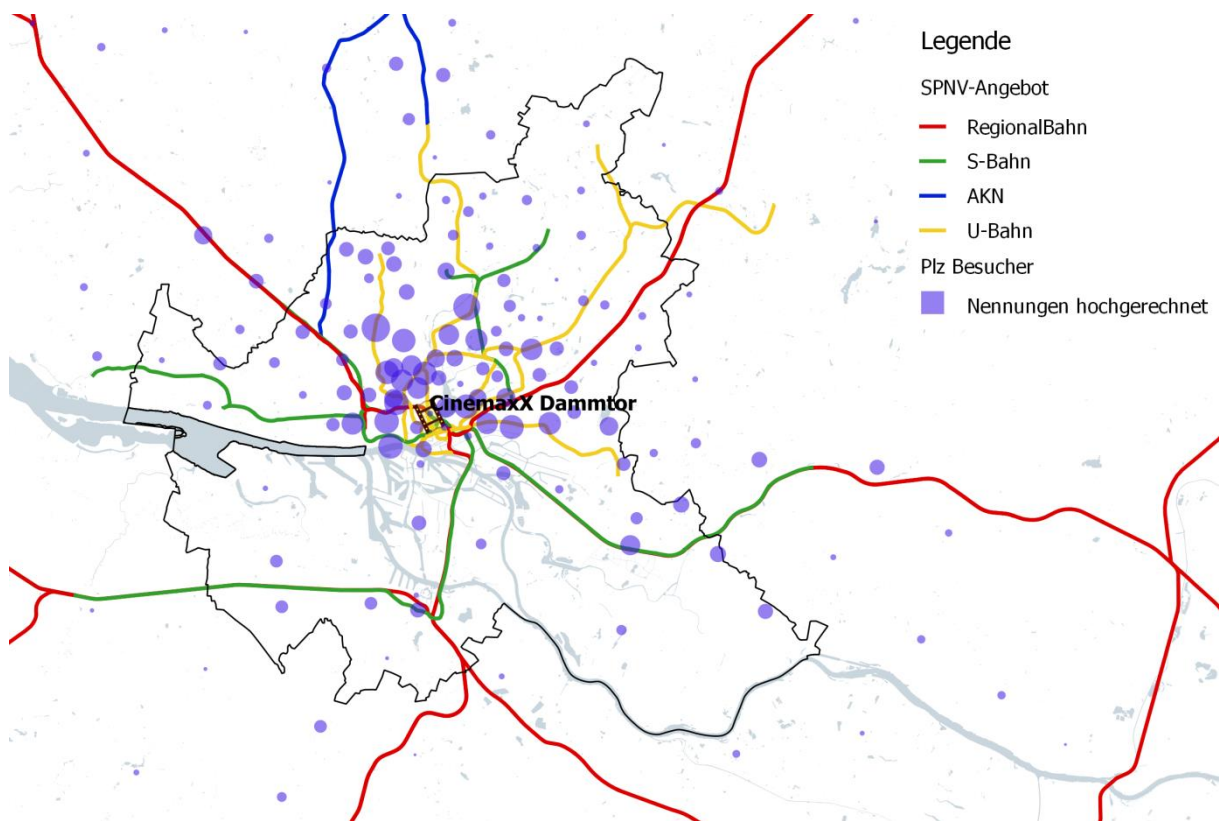 Legende
SPNV-Angebot
RegionalBahn
S-Bahn
AKN
U-Bahn
Plz Besucher
Nennungen hochgerechnet
CinemaxX Dammtor